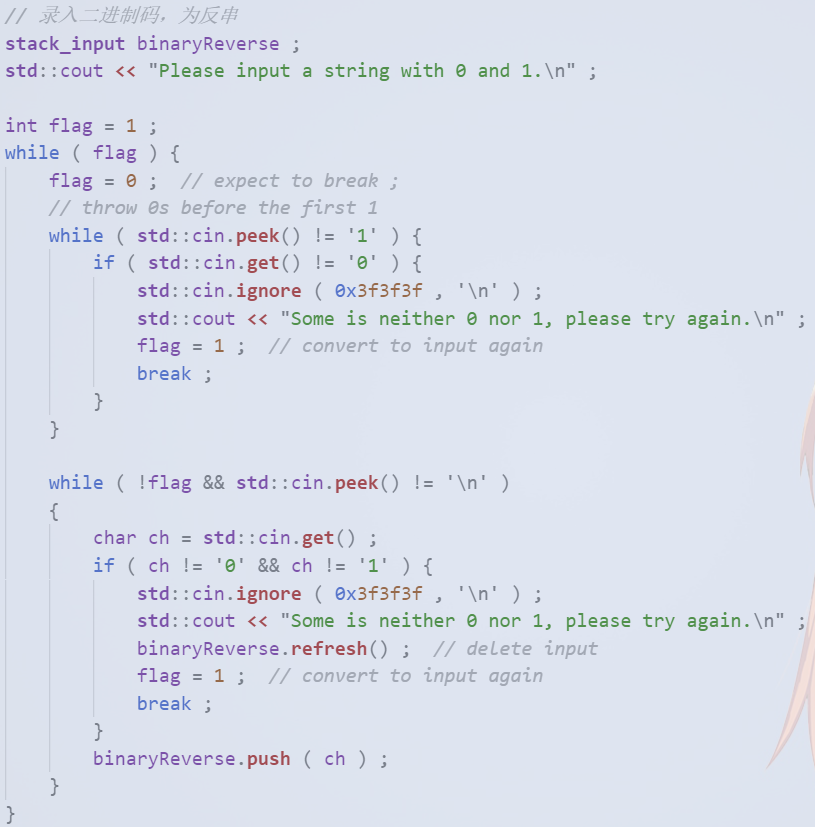 // 录入二进制码，为反串
stack_input binaryReverse ;
std::cout << "Please input a string with 0 and 1.\n" ;

int flag = 1 ;
while ( flag ) {
    flag = 0 ;  // expect to break ;
    // throw 0s before the first 1
    while ( std::cin.peek() != '1' ) {
        if ( std::cin.get() != '0' ) {
            std::cin.ignore ( 0x3f3f3f , '\n' ) ;
            std::cout << "Some is neither 0 nor 1, please try again.\n" ;
            flag = 1 ;  // convert to input again
            break ;
        }
    }

    while ( !flag && std::cin.peek() != '\n' )
    {
        char ch = std::cin.get() ;
        if ( ch != '0' && ch != '1' ) {
            std::cin.ignore ( 0x3f3f3f , '\n' ) ;
            std::cout << "Some is neither 0 nor 1, please try again.\n" ;
            binaryReverse.refresh() ;  // delete input
            flag = 1 ;  // convert to input again
            break ;
        }
        binaryReverse.push ( ch ) ;
    }
}